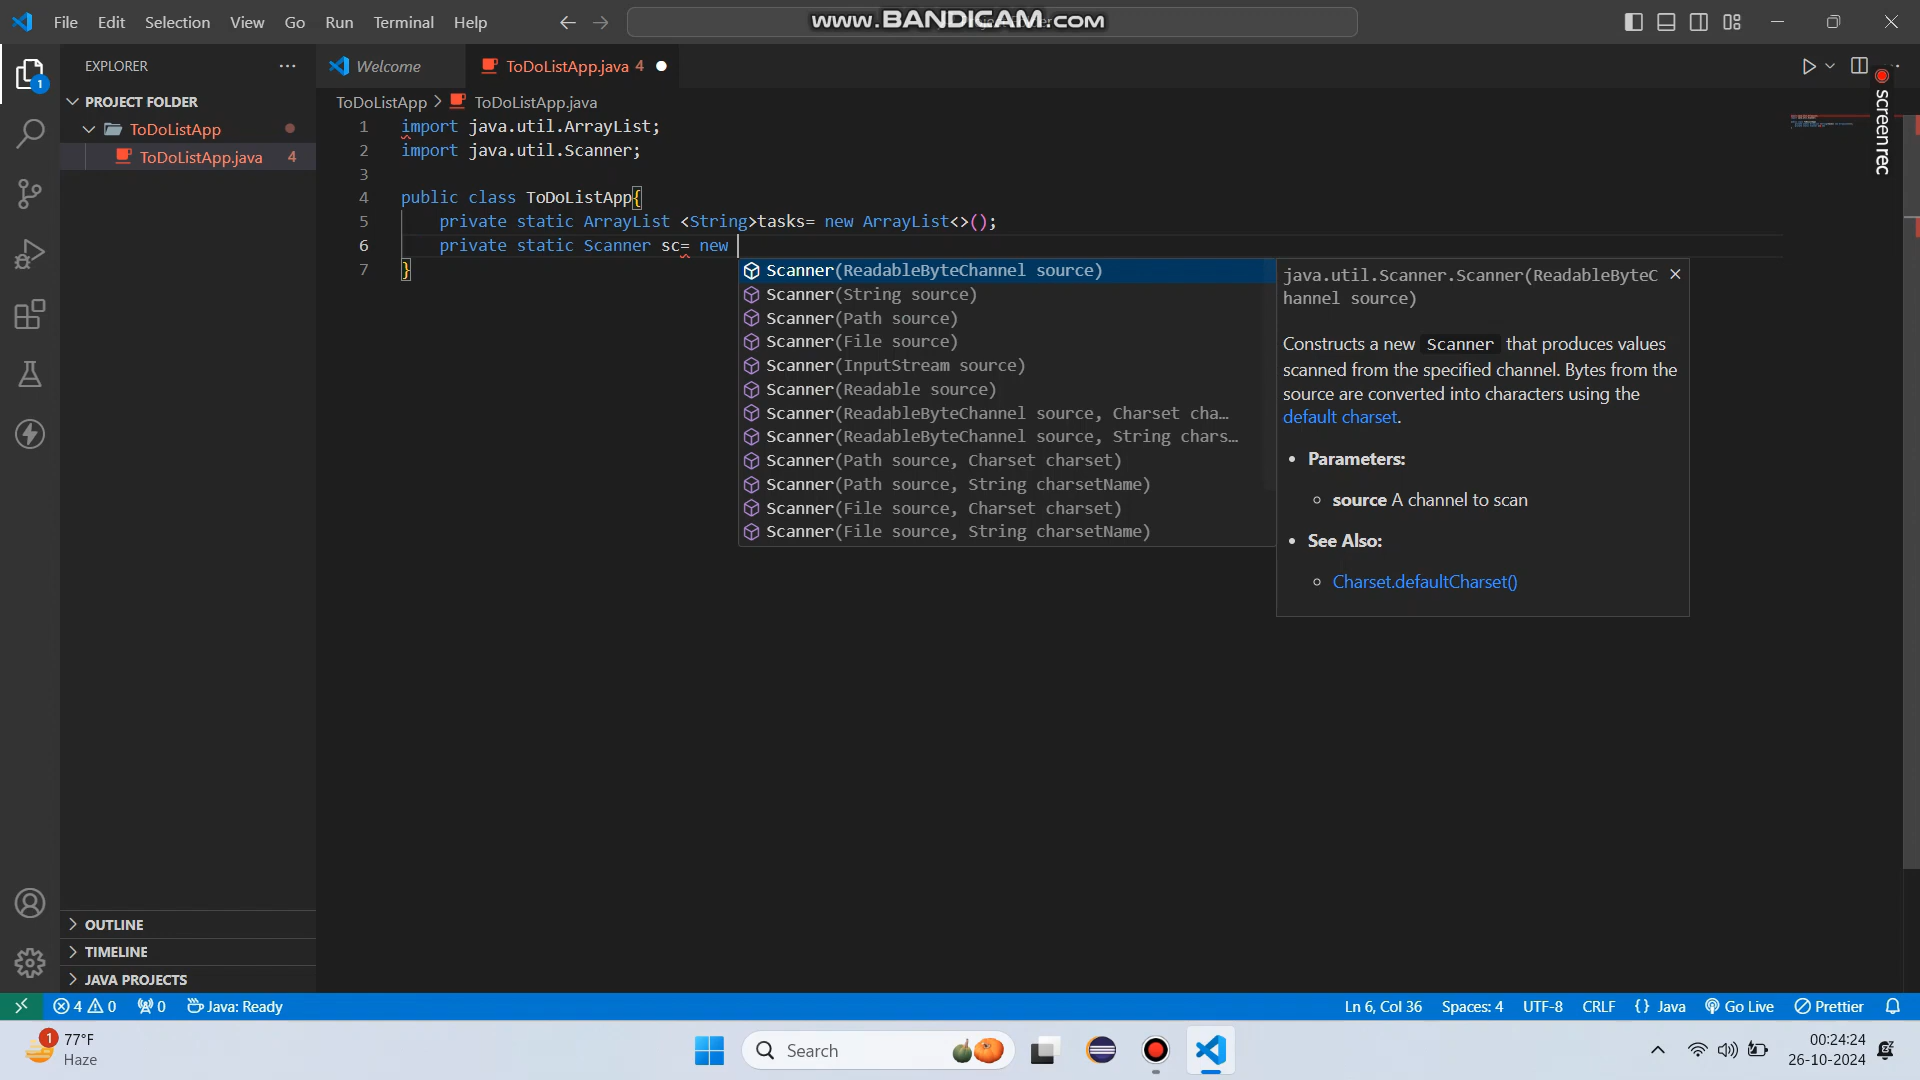 File Edit Selection View Go Run Terminal Help
www.BANDICAM.com
EXPLORER
Welcome
ToDoListApp.java 4
PROJECT FOLDER
ToDoListApp
ToDoListApp.java 4
1
screen rec
ToDoListApp > ToDoListApp.java
1 import java.util.ArrayList;
2 import java.util.Scanner;
3
4 public class ToDoListApp{
5 private static ArrayList <String>tasks= new ArrayList<>();
6 private static Scanner sc= new
7 }
Scanner(ReadableByteChannel source)
Scanner(String source)
Scanner(Path source)
Scanner(File source)
Scanner(InputStream source)
Scanner(Readable source)
Scanner(ReadableByteChannel source, Charset cha…
Scanner(ReadableByteChannel source, String chars…
Scanner(Path source, Charset charset)
Scanner(Path source, String charsetName)
Scanner(File source, Charset charset)
Scanner(File source, String charsetName)
java.util.Scanner.Scanner(ReadableByteC
hannel source)
Constructs a new Scanner that produces values
scanned from the specified channel. Bytes from the
source are converted into characters using the
default charset.
• Parameters:
source A channel to scan
• See Also:
Charset.defaultCharset()
OUTLINE
TIMELINE
JAVA PROJECTS
4 0 0 Java: Ready
Ln 6, Col 36 Spaces: 4 UTF-8 CRLF {} Java Go Live Prettier
1
77°F
Haze
Search
00:24:24
26-10-2024